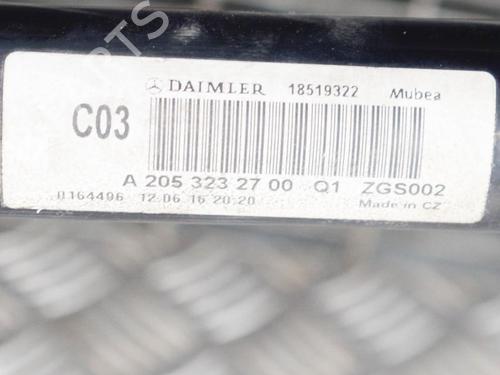 DAIMLER 18519322 Mubea
C03
A 205 323 27 00 Q1 ZGS002
0164496 12.06.16 20:20 Made in CZ
PARTS